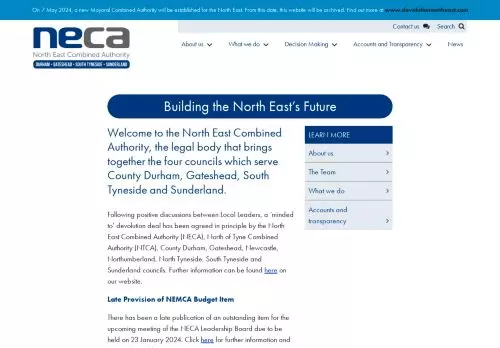 On 7 May 2024, a new Mayoral Combined Authority will be established for the North East. From this date, this website will be archived. Find out more at www.devolutionnortheast.com
Contact us Search
neca
North East Combined Authority
DURHAM • GATESHEAD • SOUTH TYNESIDE • SUNDERLAND
About us What we do Decision Making Accounts and Transparency News
Building the North East's Future
Welcome to the North East Combined
Authority, the legal body that brings
together the four councils which serve
County Durham, Gateshead, South
Tyneside and Sunderland.
LEARN MORE
About us
The Team
What we do
Accounts and
transparency
Following positive discussions between Local Leaders, a 'minded
to' devolution deal has been agreed in principle by the North
East Combined Authority (NECA), North of Tyne Combined
Authority (NTCA), County Durham, Gateshead, Newcastle,
Northumberland, North Tyneside, South Tyneside and
Sunderland councils. Further information can be found here on
our website.
Late Provision of NEMCA Budget Item
There has been a late publication of an outstanding item for the
upcoming meeting of the NECA Leadership Board due to be
held on 23 January 2024. Click here for further information and